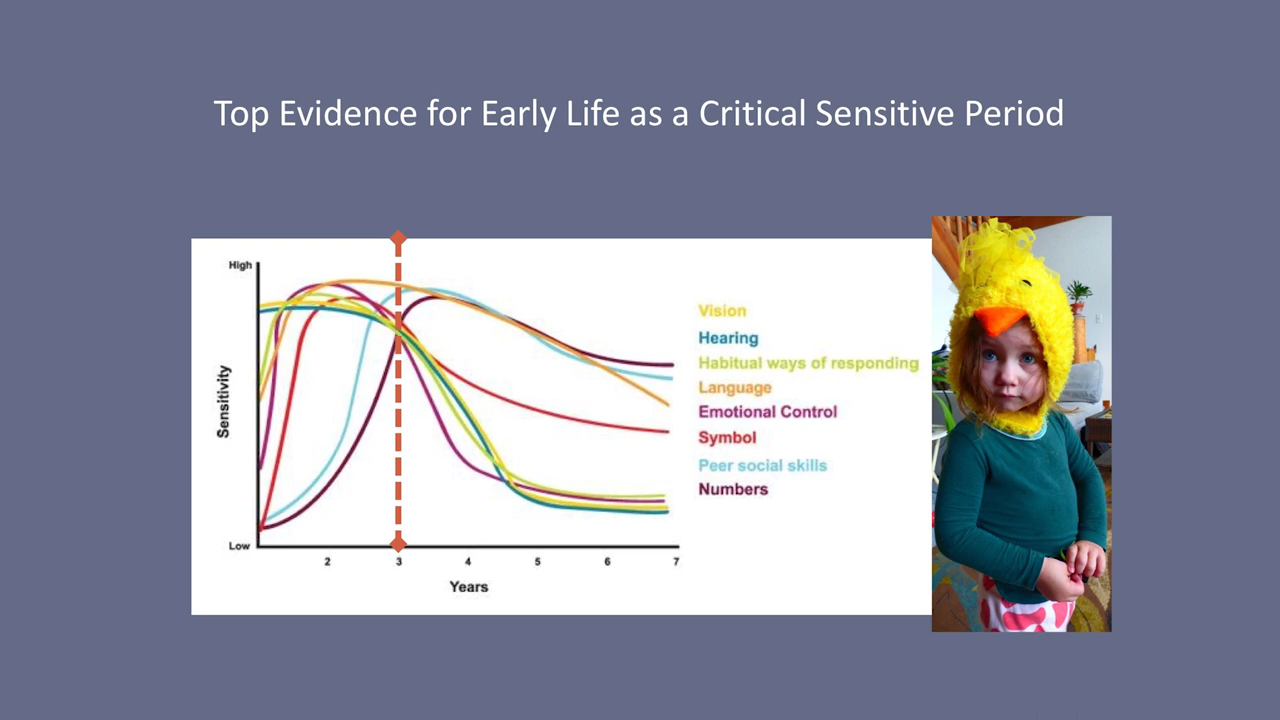 Top Evidence for Early Life as a Critical Sensitive Period
High
Sensitivity
Low
2 3 4 5 6 7
Years
Vision
Hearing
Habitual ways of responding
Language
Emotional Control
Symbol
Peer social skills
Numbers